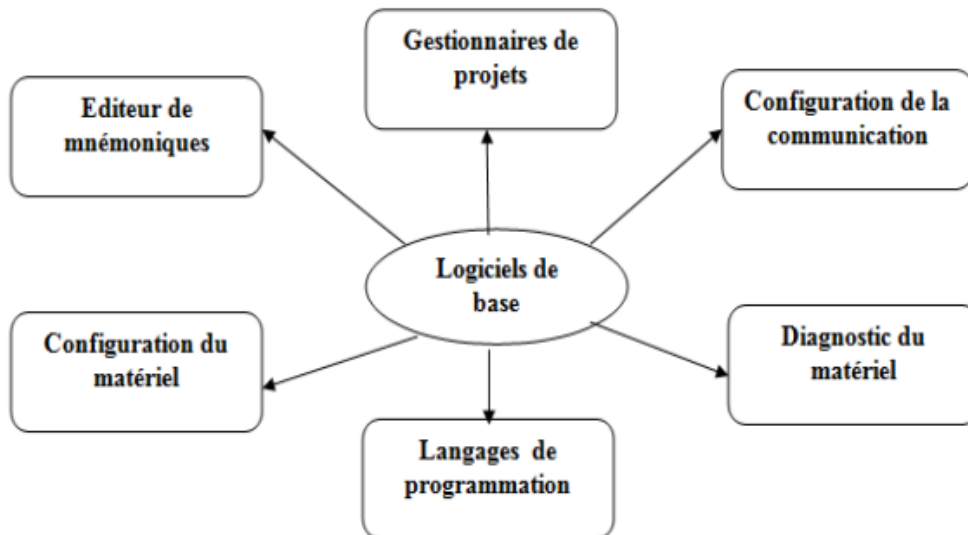 Gestionnaires de
projets
Editeur de
mnémoniques
Configuration de la
communication
Logiciels de
base
Configuration du
matériel
Diagnostic du
matériel
Langages de
programmation